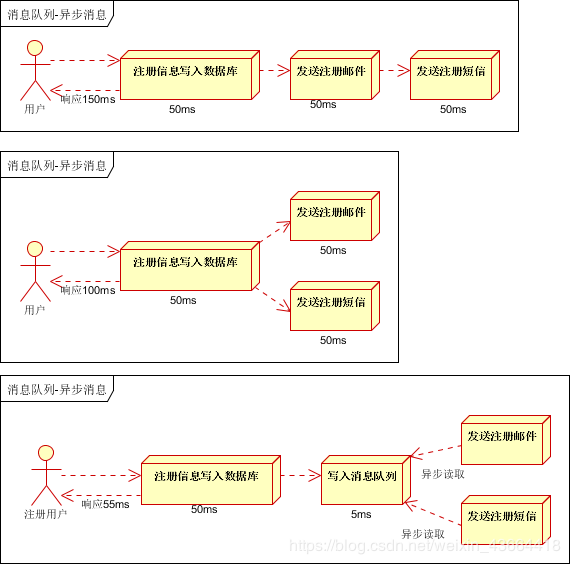 消息队列-异步消息
注册信息写入数据库
发送注册邮件
发送注册短信
响应150ms
用户
50ms
50ms
50ms
消息队列-异步消息
发送注册邮件
50ms
注册信息写入数据库
响应100ms
用户
50ms
发送注册短信
50ms
消息队列-异步消息
发送注册邮件
注册信息写入数据库
写入消息队列
异步读取
响应55ms
注册用户
50ms
5ms
发送注册短信
异步读取